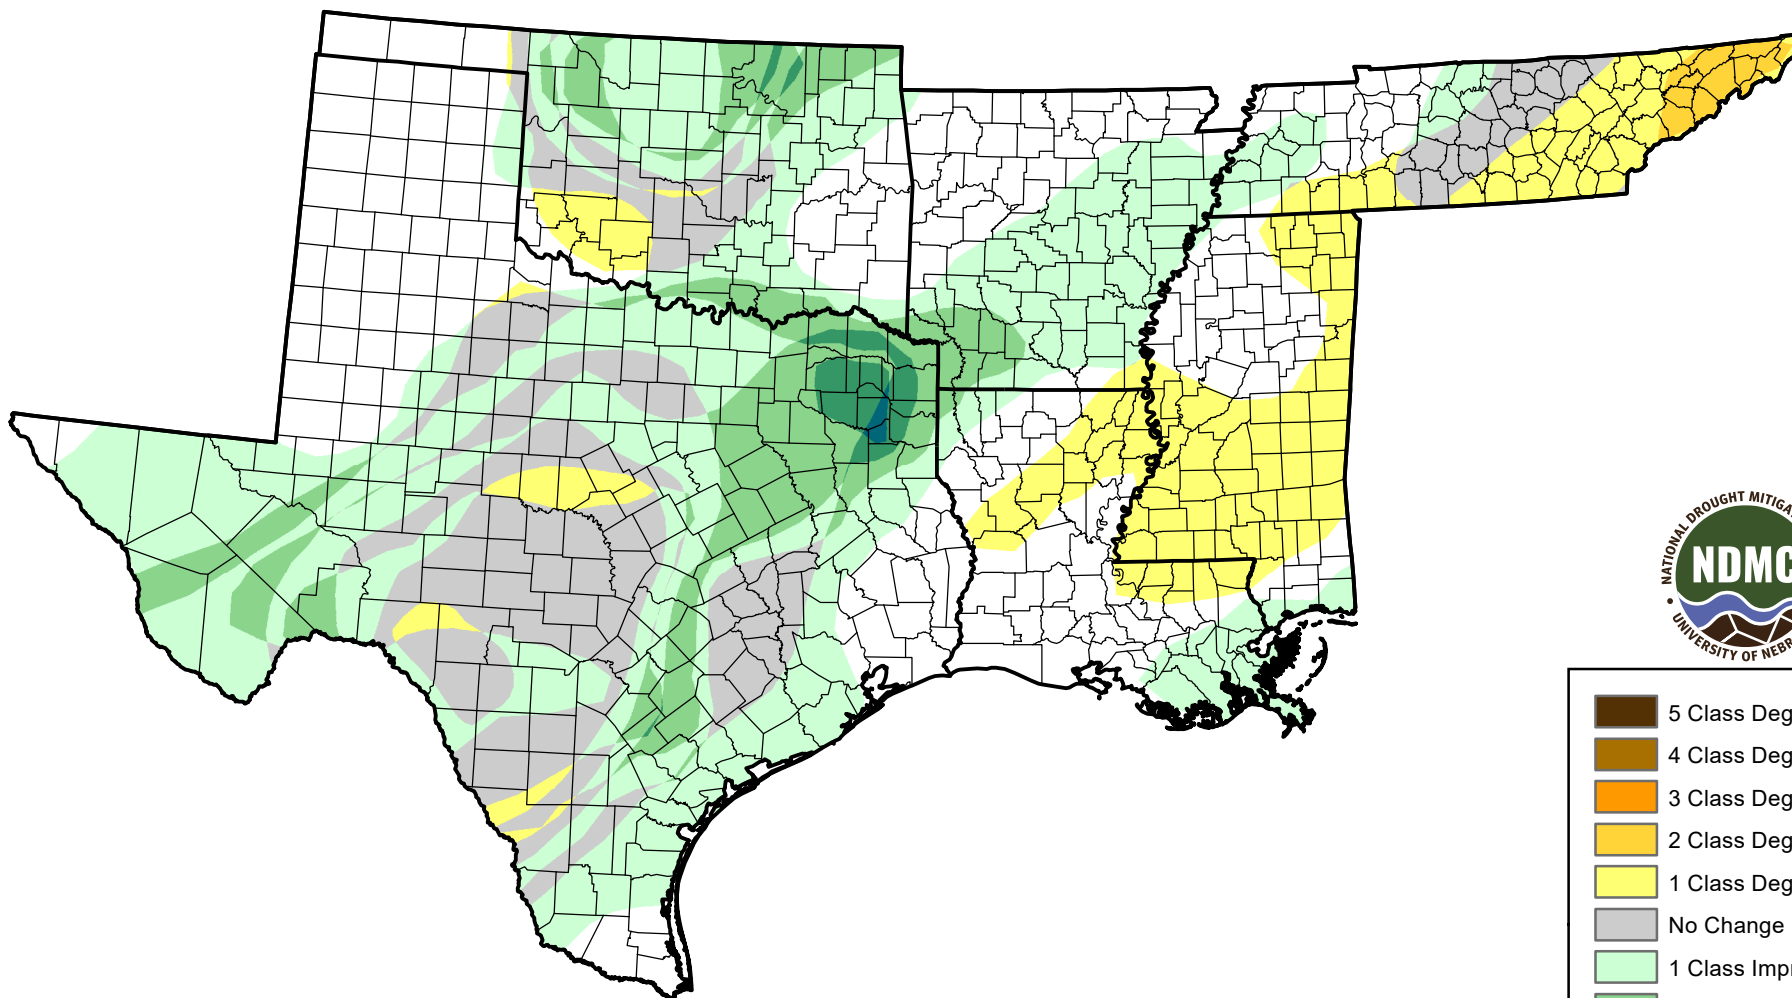 NATIONAL DROUGHT MITIGA
NDMC
UNIVERSITY OF NEBR
5 Class Deg
4 Class Deg
3 Class Deg
2 Class Deg
1 Class Deg
No Change
1 Class Impr